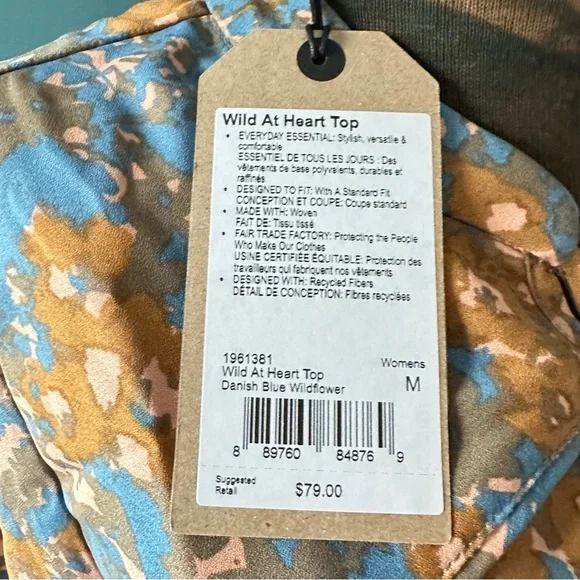 Wild At Heart Top
• EVERYDAY ESSENTIAL: Stylish, versatile &
comfortable
ESSENTIEL DE TOUS LES JOURS : Des
vêtements de base polyvalents, durables et
raffinés
• DESIGNED TO FIT: With A Standard Fit
CONCEPTION ET COUPE: Coupe standard
• MADE WITH: Woven
FAIT DE: Tissu tissé
• FAIR TRADE FACTORY: Protecting the People
Who Make Our Clothes
USINE CERTIFIÉE ÉQUITABLE: Protection des
travailleurs qui fabriquent nos vêtements
• DESIGNED WITH: Recycled Fibers
DÉTAIL DE CONCEPTION: Fibres recyclées
1961381 Womens
Wild At Heart Top
Danish Blue Wildflower M
8 89760 84876 9
Suggested
Retail $79.00